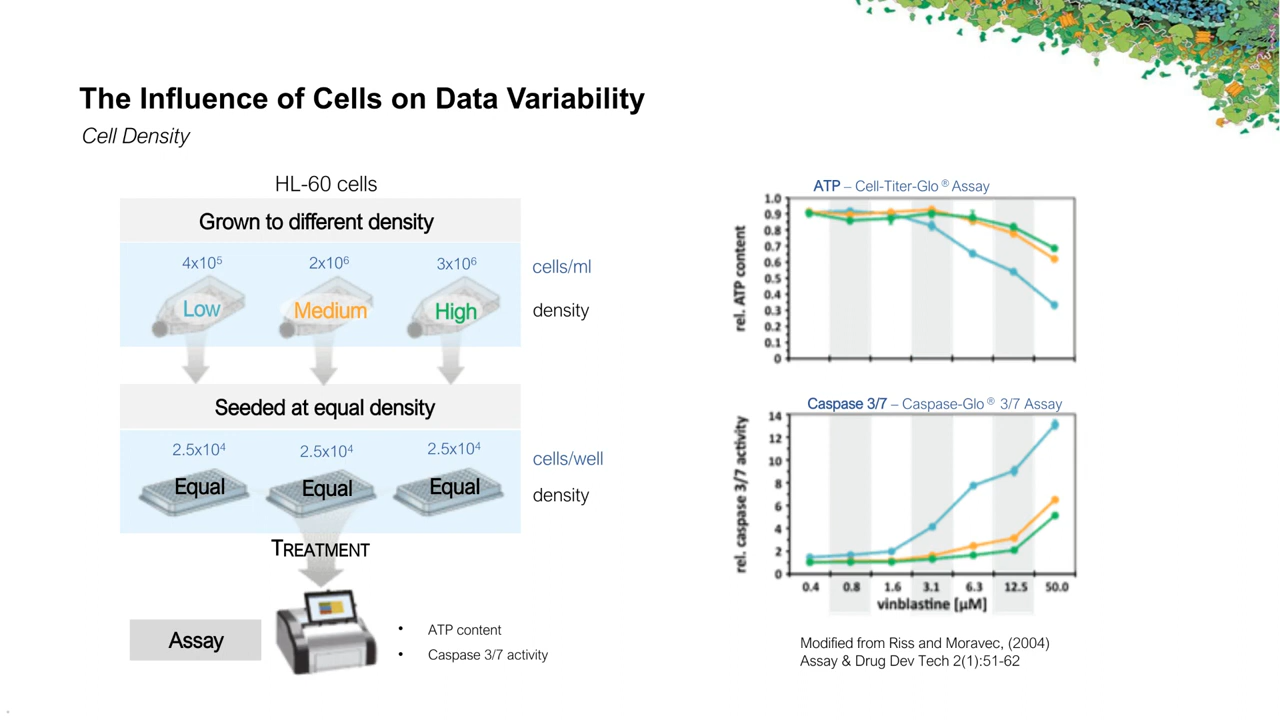 The Influence of Cells on Data Variability
Cell Density
HL-60 cells
Grown to different density
4x10⁵ 2x10⁶ 3x10⁶ cells/ml
Low Medium High density
Seeded at equal density
2.5x10⁴ 2.5x10⁴ 2.5x10⁴ cells/well
Equal Equal Equal density
TREATMENT
Assay
• ATP content
• Caspase 3/7 activity
ATP – Cell-Titer-Glo® Assay
rel. ATP content
1.0
0.9
0.8
0.7
0.6
0.5
0.4
0.3
0.2
0.1
0
Caspase 3/7 – Caspase-Glo® 3/7 Assay
rel. caspase 3/7 activity
14
12
10
8
6
4
2
0
0.4 0.8 1.6 3.1 6.3 12.5 50.0
vinblastine [μM]
Modified from Riss and Moravec, (2004)
Assay & Drug Dev Tech 2(1):51-62